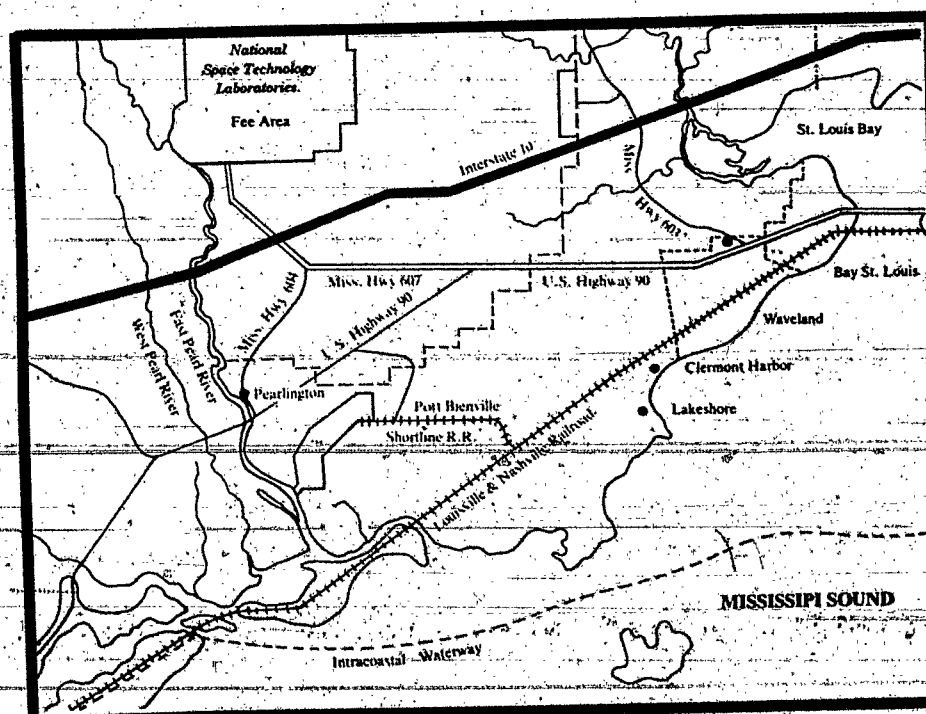 National
Space Technology
Laboratories.
Fee Area
St. Louis Bay
Interstate 10
Miss
Hwy 603
Miss. Hwy 607
U.S. Highway 90
Bay St. Louis
Miss. Hwy 604
U.S. Highway 90
Waveland
West Pearl River
East Pearl River
Clermont Harbor
Pearlington
Port Bienville
Lakeshore
Shortline R.R.
Louisville & Nashville Railroad
MISSISSIPI SOUND
Intracoastal Waterway